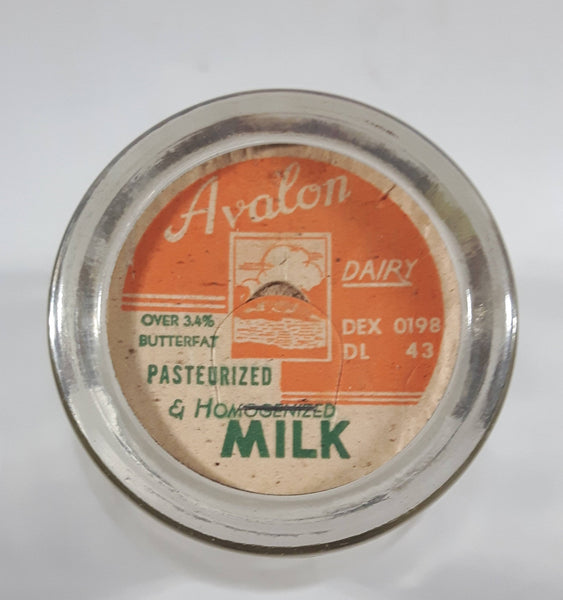 Avalon
DAIRY
DEX 0198
DL 43
OVER 3.4%
BUTTERFAT
PASTEURIZED
& HOMOGENIZED
MILK